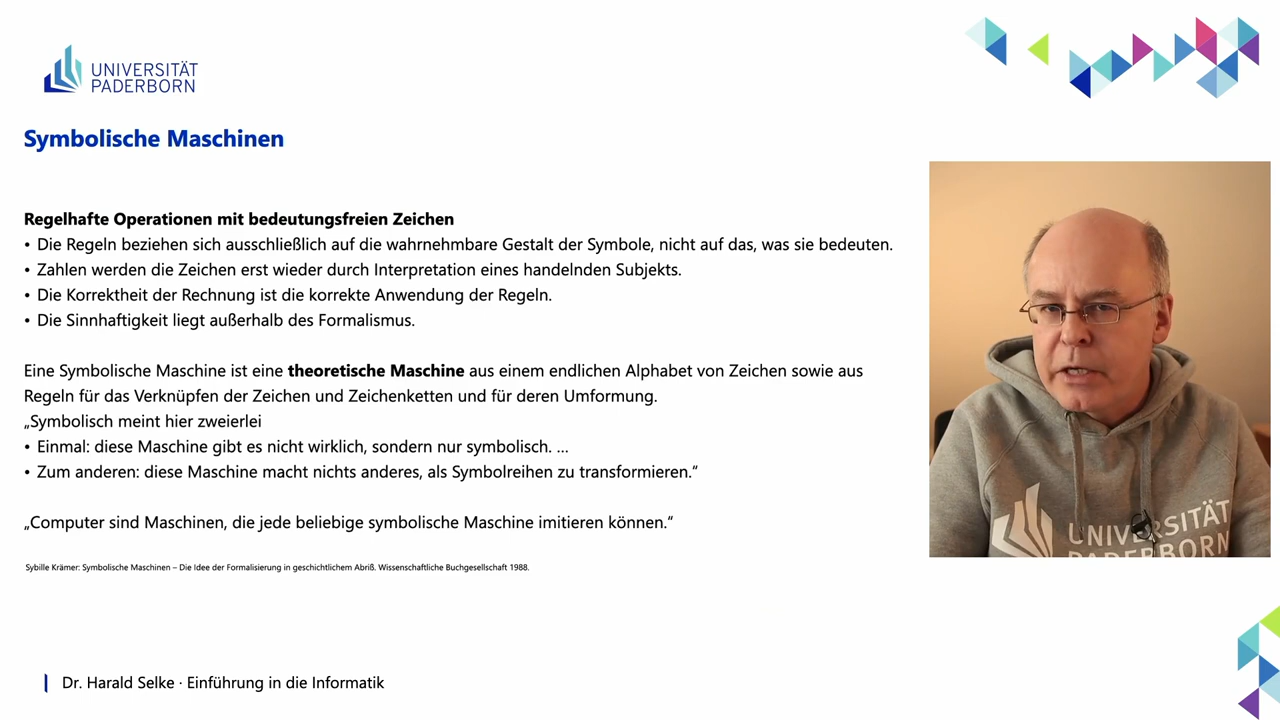 UNIVERSITÄT
PADERBORN
Symbolische Maschinen
Regelhafte Operationen mit bedeutungsfreien Zeichen
• Die Regeln beziehen sich ausschließlich auf die wahrnehmbare Gestalt der Symbole, nicht auf das, was sie bedeuten.
• Zahlen werden die Zeichen erst wieder durch Interpretation eines handelnden Subjekts.
• Die Korrektheit der Rechnung ist die korrekte Anwendung der Regeln.
• Die Sinnhaftigkeit liegt außerhalb des Formalismus.
Eine Symbolische Maschine ist eine theoretische Maschine aus einem endlichen Alphabet von Zeichen sowie aus
Regeln für das Verknüpfen der Zeichen und Zeichenketten und für deren Umformung.
„Symbolisch meint hier zweierlei
• Einmal: diese Maschine gibt es nicht wirklich, sondern nur symbolisch. ...
• Zum anderen: diese Maschine macht nichts anderes, als Symbolreihen zu transformieren.“
„Computer sind Maschinen, die jede beliebige symbolische Maschine imitieren können.“
Sybille Krämer: Symbolische Maschinen – Die Idee der Formalisierung in geschichtlichem Abriß. Wissenschaftliche Buchgesellschaft 1988.
UNIVERSITÄT
PADERBORN
Dr. Harald Selke · Einführung in die Informatik